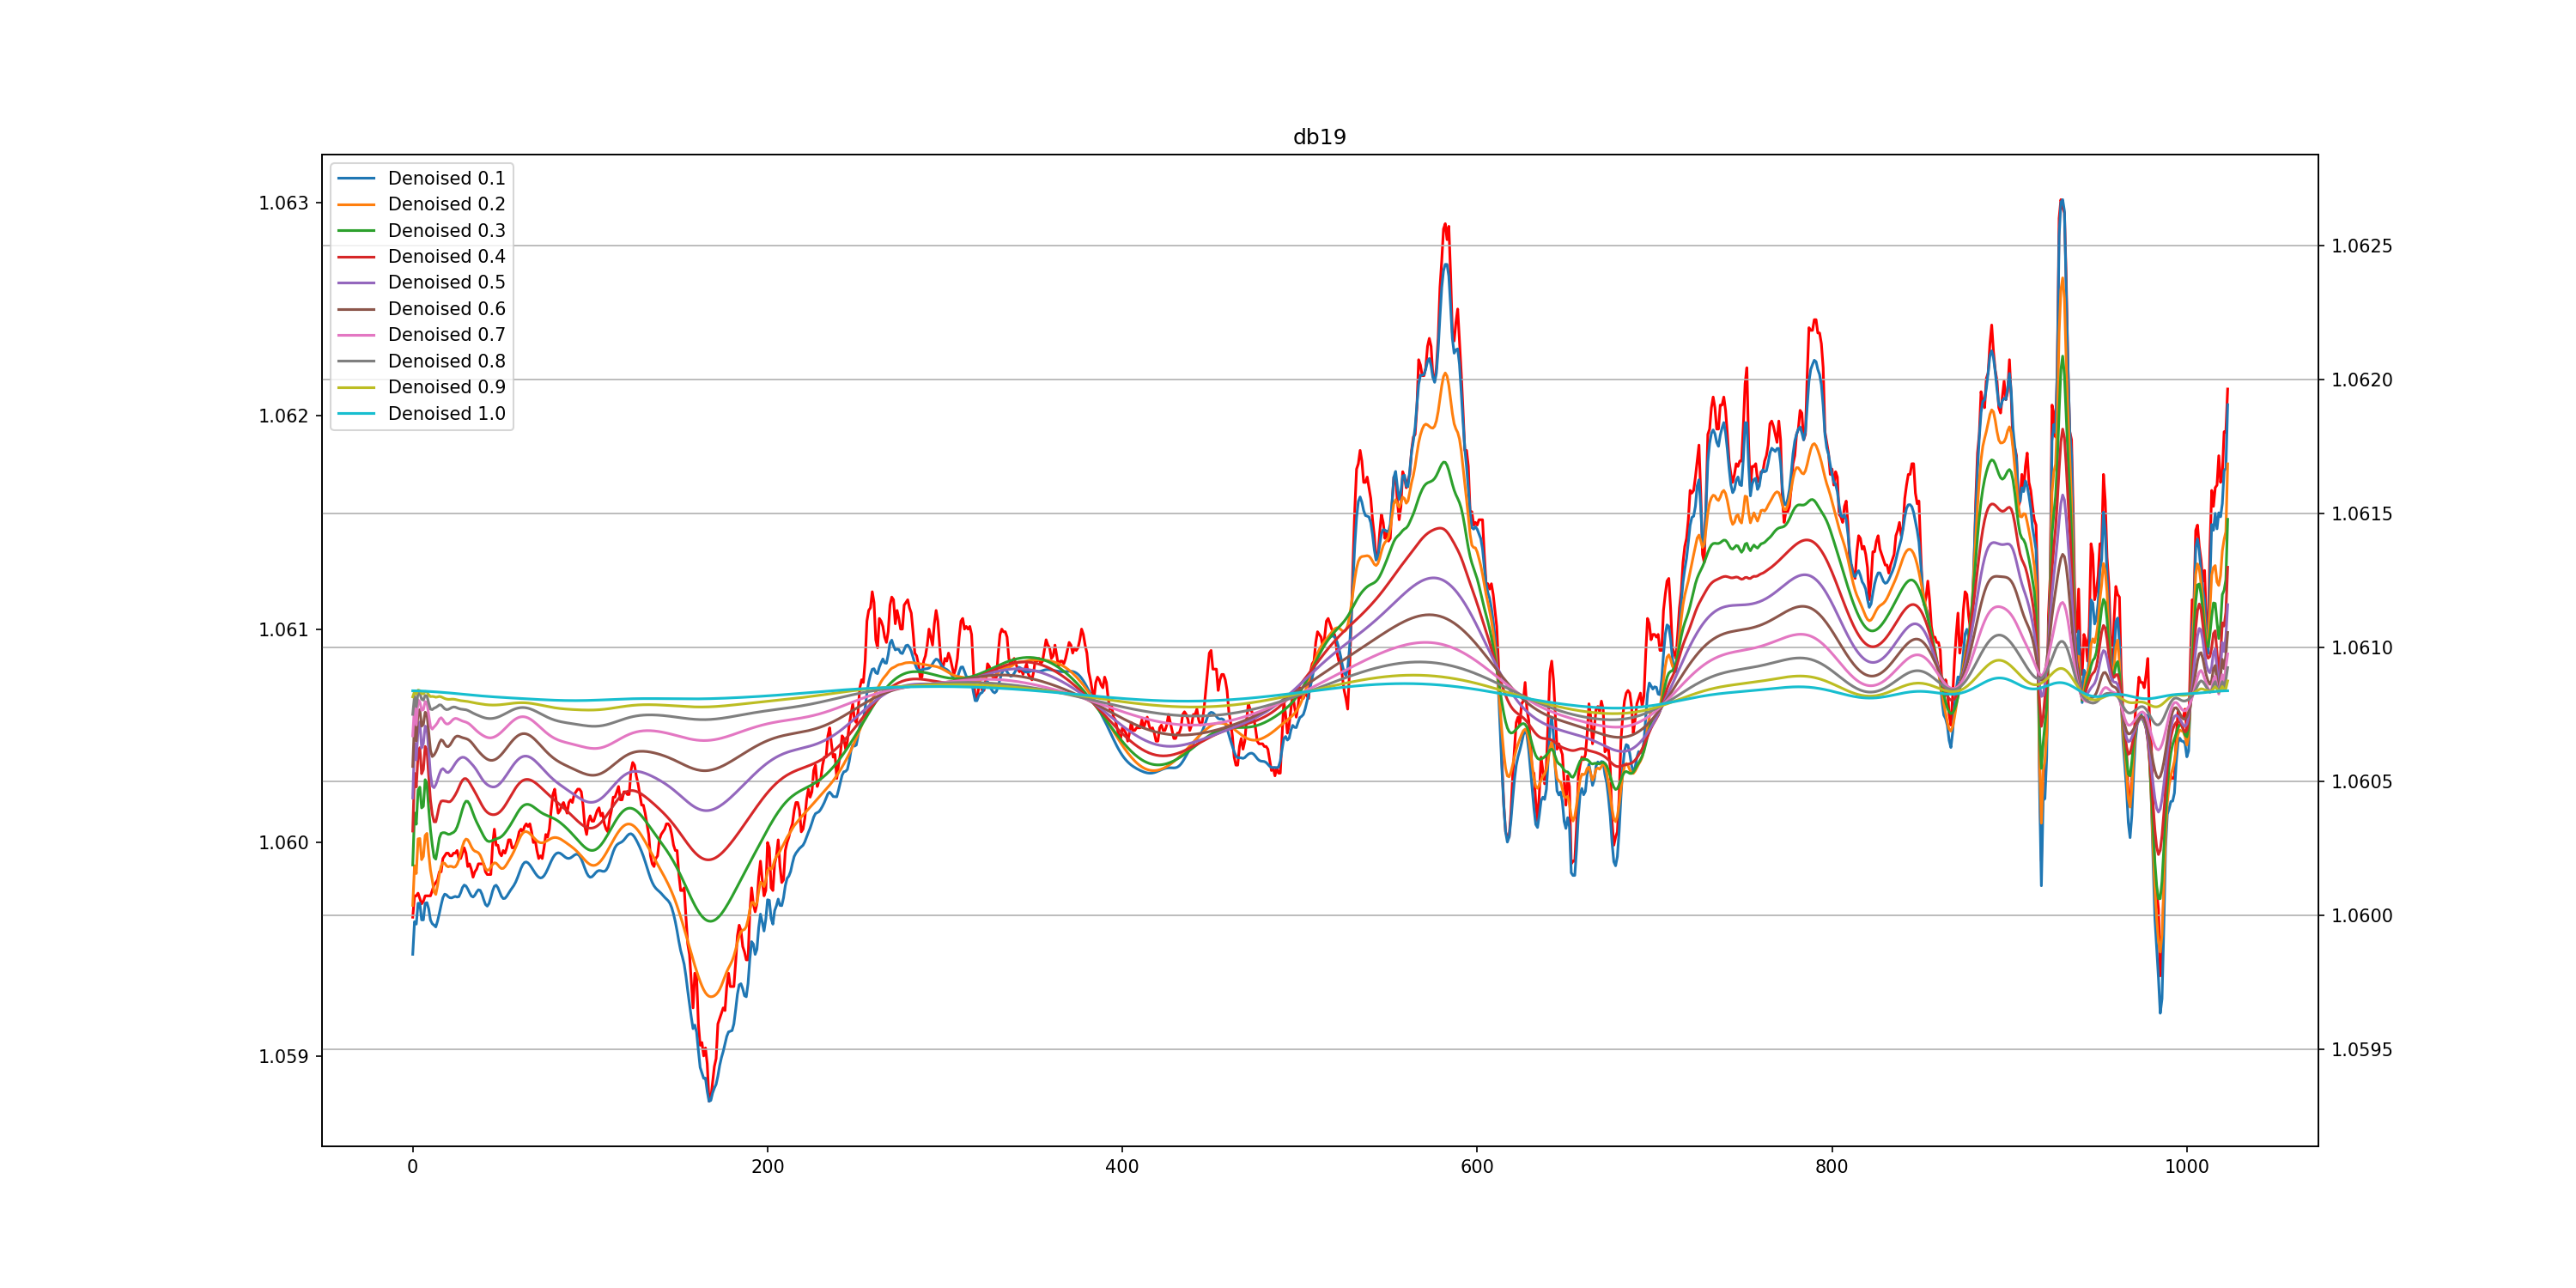 db19
Denoised 0.1
Denoised 0.2
Denoised 0.3
Denoised 0.4
Denoised 0.5
Denoised 0.6
Denoised 0.7
Denoised 0.8
Denoised 0.9
Denoised 1.0
1.063
1.062
1.061
1.060
1.059
1.0625
1.0620
1.0615
1.0610
1.0605
1.0600
1.0595
0 200 400 600 800 1000